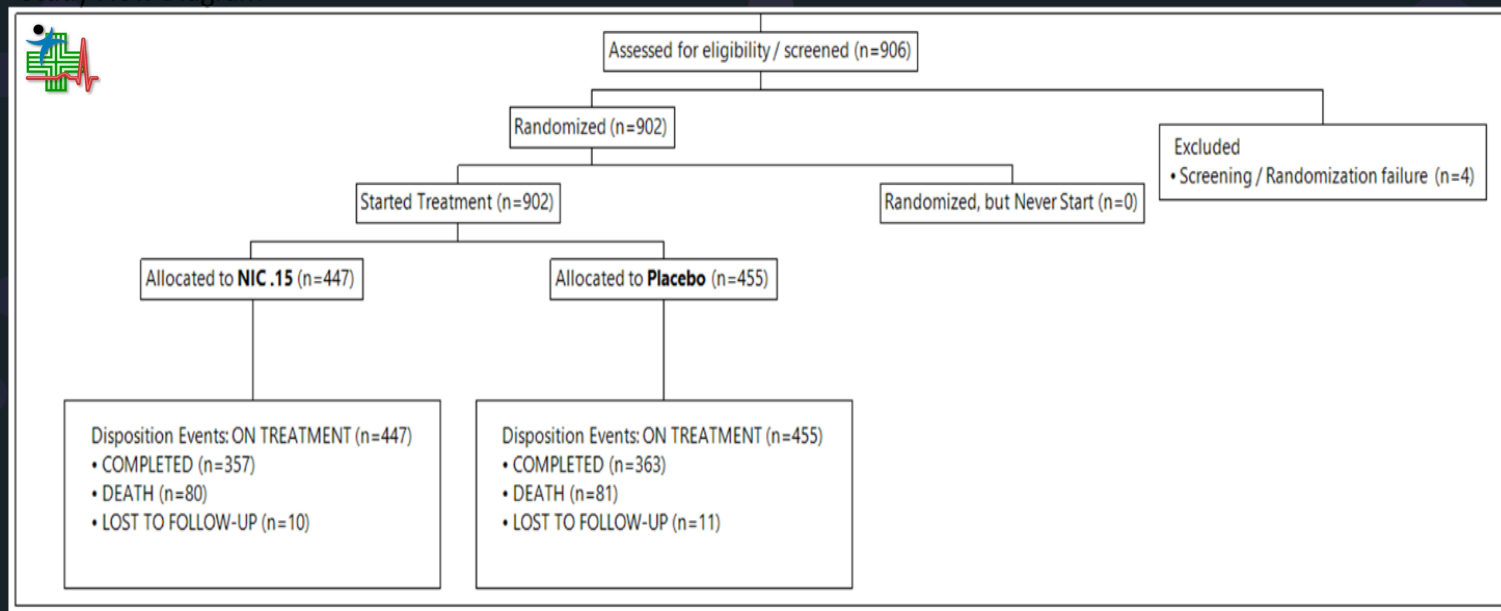 Assessed for eligibility / screened (n=906)
Randomized (n=902)
Excluded
• Screening / Randomization failure (n=4)
Started Treatment (n=902)
Randomized, but Never Start (n=0)
Allocated to NIC .15 (n=447)
Allocated to Placebo (n=455)
Disposition Events: ON TREATMENT (n=447)
• COMPLETED (n=357)
• DEATH (n=80)
• LOST TO FOLLOW-UP (n=10)
Disposition Events: ON TREATMENT (n=455)
• COMPLETED (n=363)
• DEATH (n=81)
• LOST TO FOLLOW-UP (n=11)